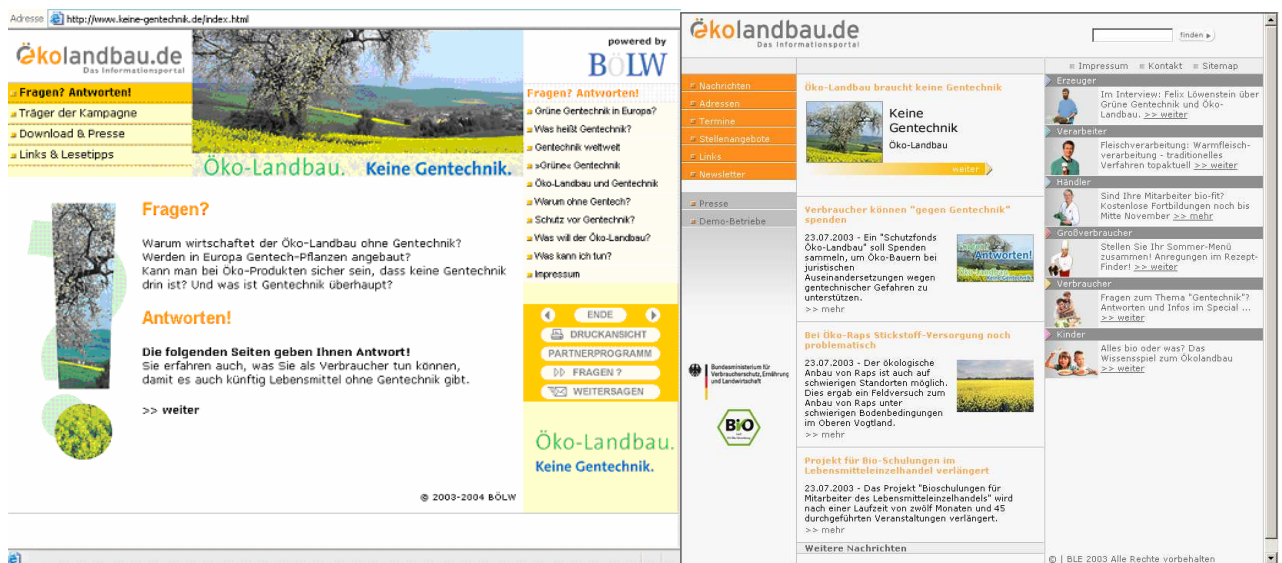 Adresse http://www.keine-gentechnik.de/index.html
ökolandbau.de
Das Informationsportal
Fragen? Antworten!
Träger der Kampagne
Download & Presse
Links & Lesetipps
Öko-Landbau. Keine Gentechnik.
powered by
BÖLW
Fragen? Antworten!
Grüne Gentechnik in Europa?
Was heißt Gentechnik?
Gentechnik weltweit
»Grüne« Gentechnik
Öko-Landbau und Gentechnik
Warum ohne Gentech?
Schutz vor Gentechnik?
Was will der Öko-Landbau?
Was kann ich tun?
Impressum
Fragen?
Warum wirtschaftet der Öko-Landbau ohne Gentechnik?
Werden in Europa Gentech-Pflanzen angebaut?
Kann man bei Öko-Produkten sicher sein, dass keine Gentechnik
drin ist? Und was ist Gentechnik überhaupt?
Antworten!
Die folgenden Seiten geben Ihnen Antwort!
Sie erfahren auch, was Sie als Verbraucher tun können,
damit es auch künftig Lebensmittel ohne Gentechnik gibt.
>> weiter
ENDE
DRUCKANSICHT
PARTNERPROGRAMM
FRAGEN ?
WEITERSAGEN
Öko-Landbau.
Keine Gentechnik.
© 2003-2004 BÖLW
ökolandbau.de
Das Informationsportal
finden
Impressum Kontakt Sitemap
Nachrichten
Adressen
Termine
Stellenangebote
Links
Newsletter
Presse
Demo-Betriebe
Bundesministerium für
Verbraucherschutz, Ernährung
und Landwirtschaft
BIO
Öko-Landbau braucht keine Gentechnik
Keine
Gentechnik
Öko-Landbau
weiter
Verbraucher können "gegen Gentechnik"
spenden
23.07.2003 - Ein "Schutzfonds
Öko-Landbau" soll Spenden
sammeln, um Öko-Bauern bei
juristischen
Auseinandersetzungen wegen
gentechnischer Gefahren zu
unterstützen.
>> mehr
Fragen?
Antworten!
Öko-Landbau.
Keine Gentechnik.
Bei Öko-Raps Stickstoff-Versorgung noch
problematisch
23.07.2003 - Der ökologische
Anbau von Raps ist auch auf
schwierigen Standorten möglich.
Dies ergab ein Feldversuch zum
Anbau von Raps unter
schwierigen Bodenbedingungen
im Oberen Vogtland.
>> mehr
Projekt für Bio-Schulungen im
Lebensmitteleinzelhandel verlängert
23.07.2003 - Das Projekt "Bioschulungen für
Mitarbeiter des Lebensmitteleinzelhandels" wird
nach einer Laufzeit von zwölf Monaten und 45
durchgeführten Veranstaltungen verlängert.
>> mehr
Weitere Nachrichten
Erzeuger
Im Interview: Felix Löwenstein über
Grüne Gentechnik und Öko-
Landbau. >> weiter
Verarbeiter
Fleischverarbeitung: Warmfleisch-
verarbeitung - traditionelles
Verfahren topaktuell >> weiter
Händler
Sind Ihre Mitarbeiter bio-fit?
Kostenlose Fortbildungen noch bis
Mitte November >> mehr
Großverbraucher
Stellen Sie Ihr Sommer-Menü
zusammen! Anregungen im Rezept-
Finder! >> weiter
Verbraucher
Fragen zum Thema "Gentechnik"?
Antworten und Infos im Special ...
>> weiter
Kinder
Alles bio oder was? Das
Wissensspiel zum Ökolandbau
>> weiter
© | BLE 2003 Alle Rechte vorbehalten